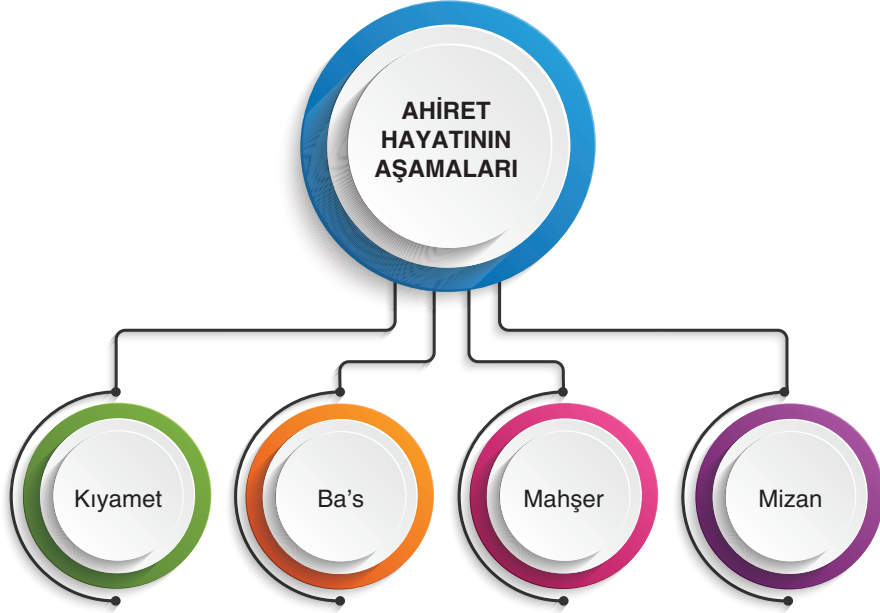 AHİRET
HAYATININ
AŞAMALARI
Kıyamet
Ba’s
Mahşer
Mizan